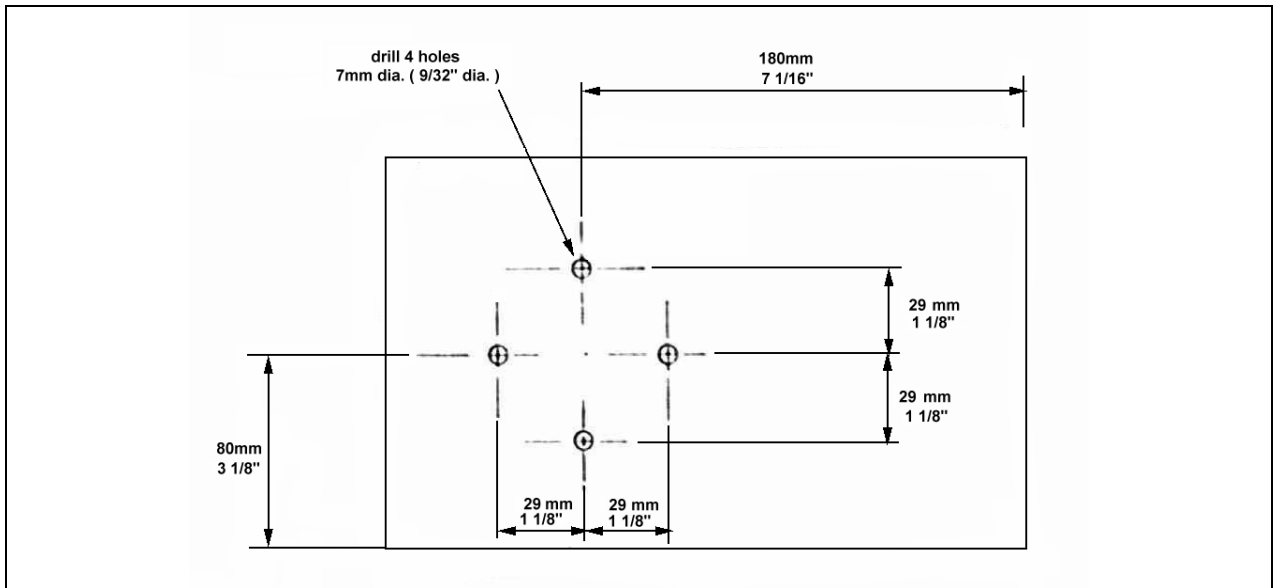 drill 4 holes
7mm dia. ( 9/32" dia. )
180mm
7 1/16"
29 mm
1 1/8"
29 mm
1 1/8"
80mm
3 1/8"
29 mm
1 1/8"
29 mm
1 1/8"